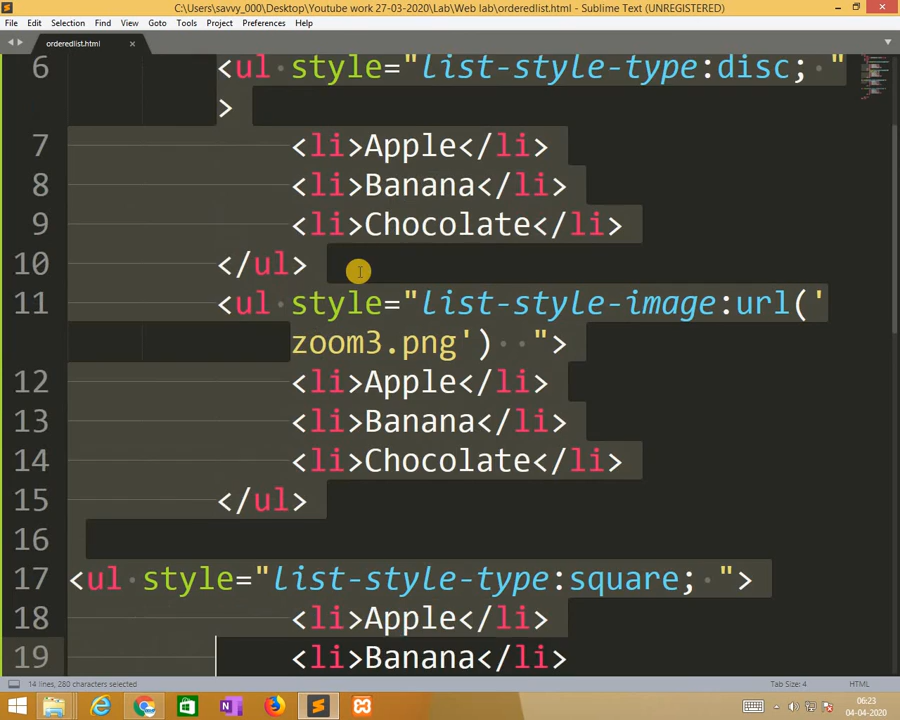 C:\Users\savvy_000\Desktop\Youtube work 27-03-2020\Lab\Web lab\orderedlist.html - Sublime Text (UNREGISTERED)
File Edit Selection Find View Goto Tools Project Preferences Help
orderedlist.html
6 <ul style="list-style-type:disc; "
>
7 <li>Apple</li>
8 <li>Banana</li>
9 <li>Chocolate</li>
10 </ul>
11 <ul style="list-style-image:url('
zoom3.png')  ">
12 <li>Apple</li>
13 <li>Banana</li>
14 <li>Chocolate</li>
15 </ul>
16
17 <ul style="list-style-type:square; ">
18 <li>Apple</li>
19 <li>Banana</li>
14 lines, 280 characters selected
Tab Size: 4
HTML
06:23
04-04-2020